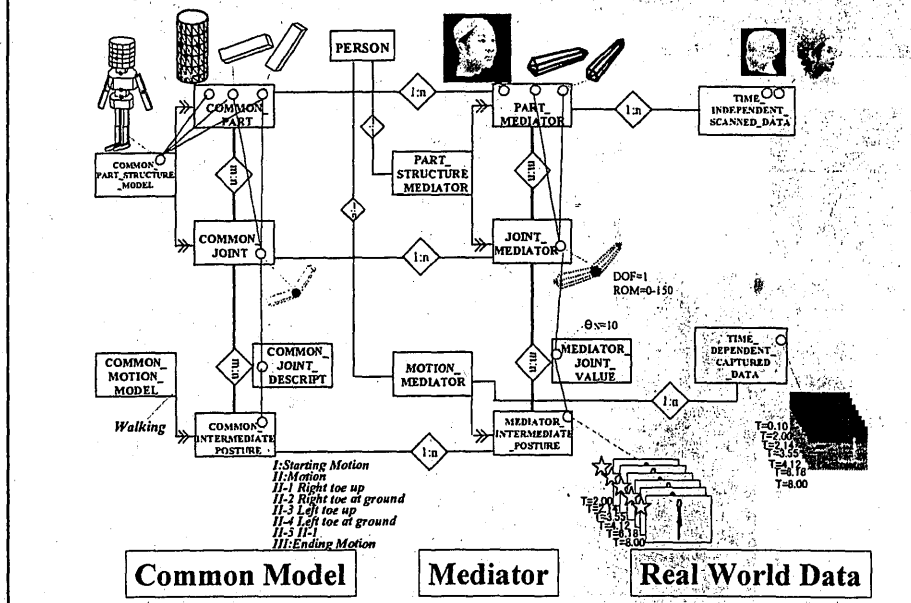 PERSON
COMMON_
PART
1:n
PART_
MEDIATOR
1:n
TIME_
INDEPENDENT_
SCANNED_DATA
COMMON_
PART_STRUCTURE
_MODEL
m:n
PART_
STRUCTURE
MEDIATOR
m:n
1:n
COMMON_
JOINT
1:n
JOINT_
MEDIATOR
DOF=1
ROM=0-150
θx=10
COMMON_
MOTION_
MODEL
m:n
COMMON_
JOINT_
DESCRIPT
MOTION_
MEDIATOR
m:n
MEDIATOR_
JOINT_
VALUE
TIME_
DEPENDENT_
CAPTURED
_DATA
1:n
Walking
COMMON_
INTERMEDIATE_
POSTURE
1:n
MEDIATOR_
INTERMEDIATE
_POSTURE
T=0.10
T=2.00
T=2.14
T=3.55
T=4.12
T=6.18
T=8.00
I:Starting Motion
II:Motion
II-1 Right toe up
II-2 Right toe at ground
II-3 Left toe up
II-4 Left toe at ground
II-5 II-1
III:Ending Motion
T=2.00
T=3.55
T=4.12
T=6.18
T=8.00
Common Model
Mediator
Real World Data